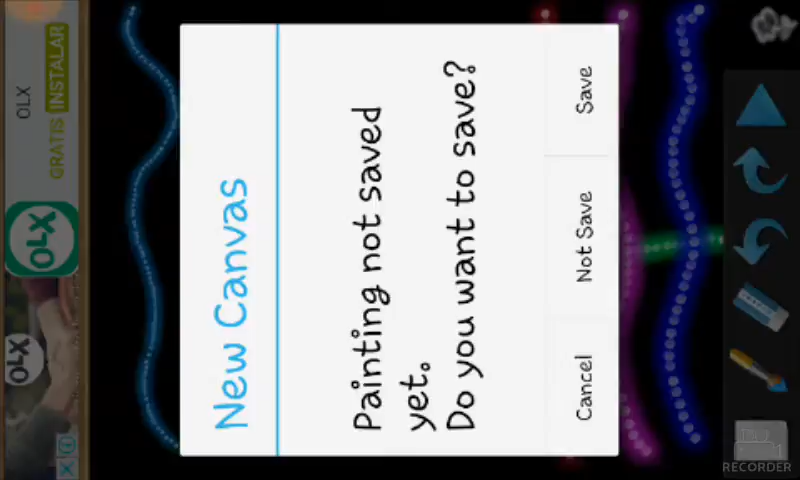 OLX
GRATIS INSTALAR
OLX
OLX
New Canvas
Painting not saved
yet.
Do you want to save?
Cancel
Not Save
Save
RECORDER